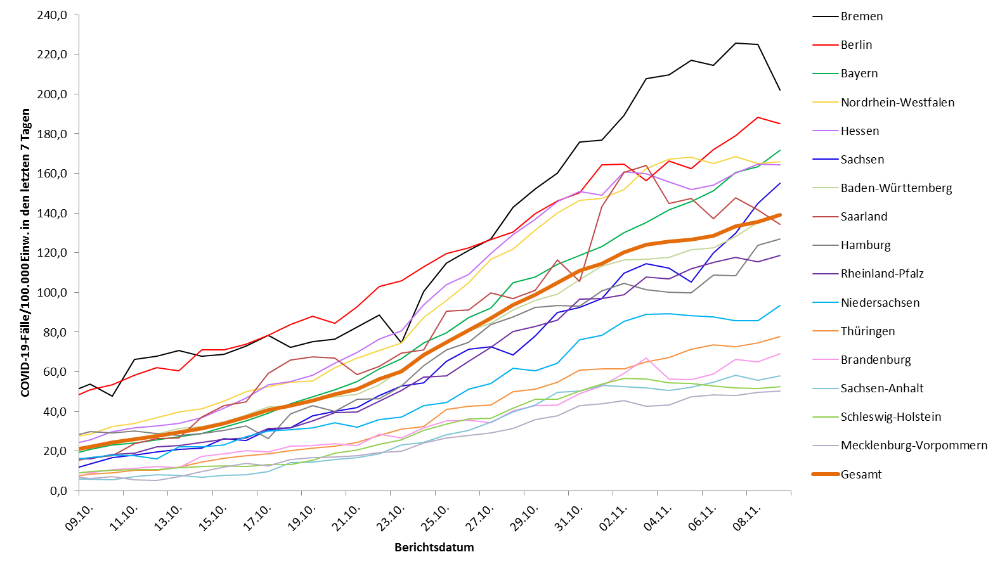 COVID-19-Fälle/100.000 Einw. in den letzten 7 Tagen
240,0
220,0
200,0
180,0
160,0
140,0
120,0
100,0
80,0
60,0
40,0
20,0
0,0
09.10.
11.10.
13.10.
15.10.
17.10.
19.10.
21.10.
23.10.
25.10.
27.10.
29.10.
31.10.
02.11.
04.11.
06.11.
08.11.
Berichtsdatum
Bremen
Berlin
Bayern
Nordrhein-Westfalen
Hessen
Sachsen
Baden-Württemberg
Saarland
Hamburg
Rheinland-Pfalz
Niedersachsen
Thüringen
Brandenburg
Sachsen-Anhalt
Schleswig-Holstein
Mecklenburg-Vorpommern
Gesamt